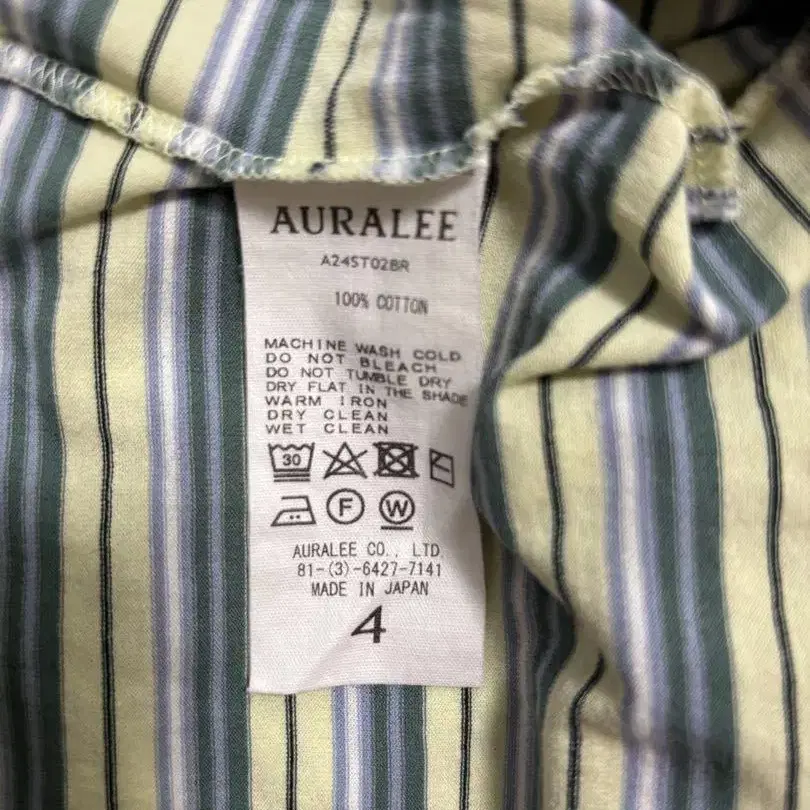 AURALEE
A24ST02BR
100% COTTON
MACHINE WASH COLD
DO NOT BLEACH
DO NOT TUMBLE DRY
DRY FLAT IN THE SHADE
WARM IRON
DRY CLEAN
WET CLEAN
30
F W
AURALEE CO., LTD
81-(3)-6427-7141
MADE IN JAPAN
4